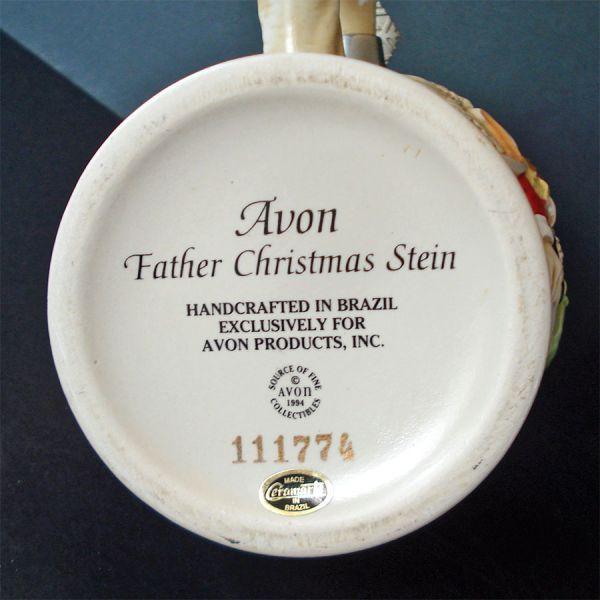 Avon
Father Christmas Stein
HANDCRAFTED IN BRAZIL
EXCLUSIVELY FOR
AVON PRODUCTS, INC.
SOURCE OF FINE
©
AVON
1994
COLLECTIBLES
111774
MADE
Ceramarte
IN
BRAZIL